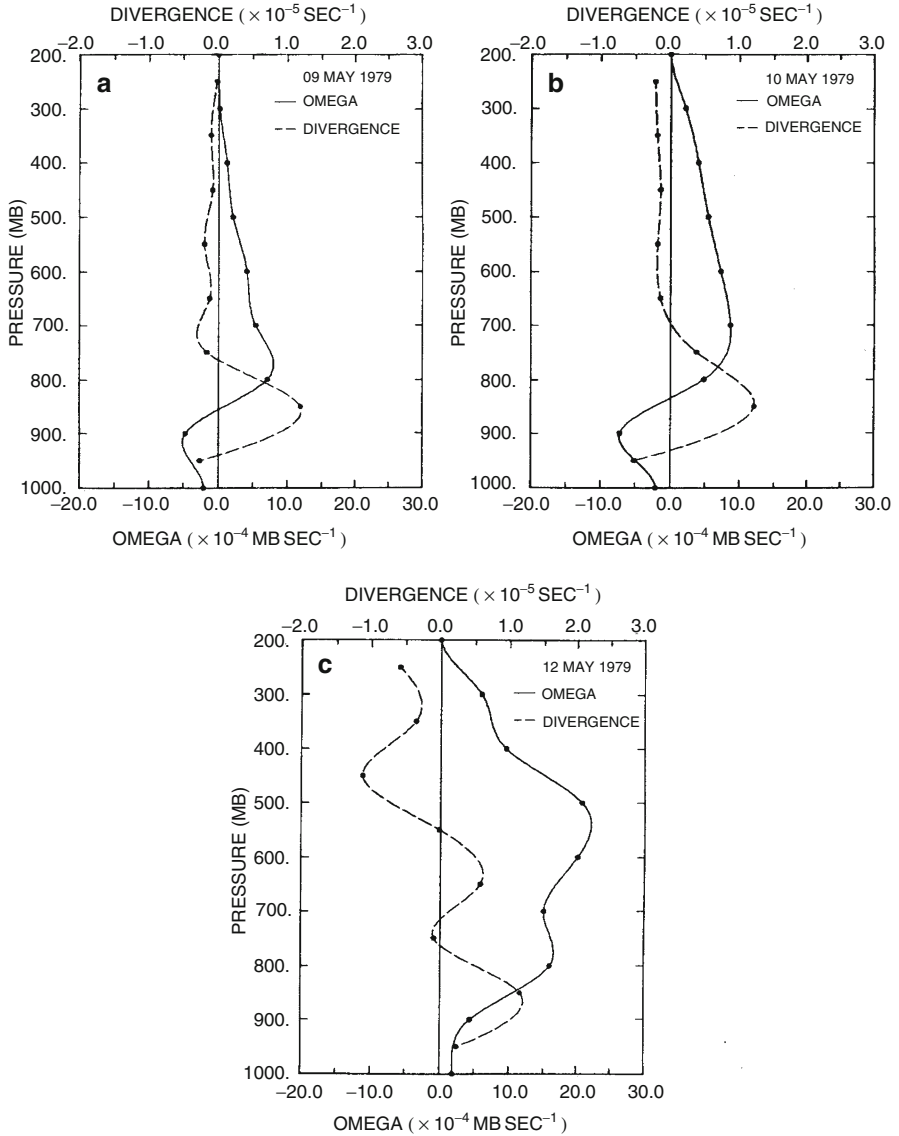 DIVERGENCE (×10⁻⁵ SEC⁻¹)
−2.0 −1.0 0.0 1.0 2.0 3.0
a
09 MAY 1979
OMEGA
DIVERGENCE
PRESSURE (MB)
200.
300.
400.
500.
600.
700.
800.
900.
1000.
−20.0 −10.0 0.0 10.0 20.0 30.0
OMEGA (×10⁻⁴ MB SEC⁻¹)
DIVERGENCE (×10⁻⁵ SEC⁻¹)
−2.0 −1.0 0.0 1.0 2.0 3.0
b
10 MAY 1979
OMEGA
DIVERGENCE
PRESSURE (MB)
200.
300.
400.
500.
600.
700.
800.
900.
1000.
−20.0 −10.0 0.0 10.0 20.0 30.0
OMEGA (×10⁻⁴ MB SEC⁻¹)
DIVERGENCE (×10⁻⁵ SEC⁻¹)
−2.0 −1.0 0.0 1.0 2.0 3.0
c
12 MAY 1979
OMEGA
DIVERGENCE
PRESSURE (MB)
200.
300.
400.
500.
600.
700.
800.
900.
1000.
−20.0 −10.0 0.0 10.0 20.0 30.0
OMEGA (×10⁻⁴ MB SEC⁻¹)